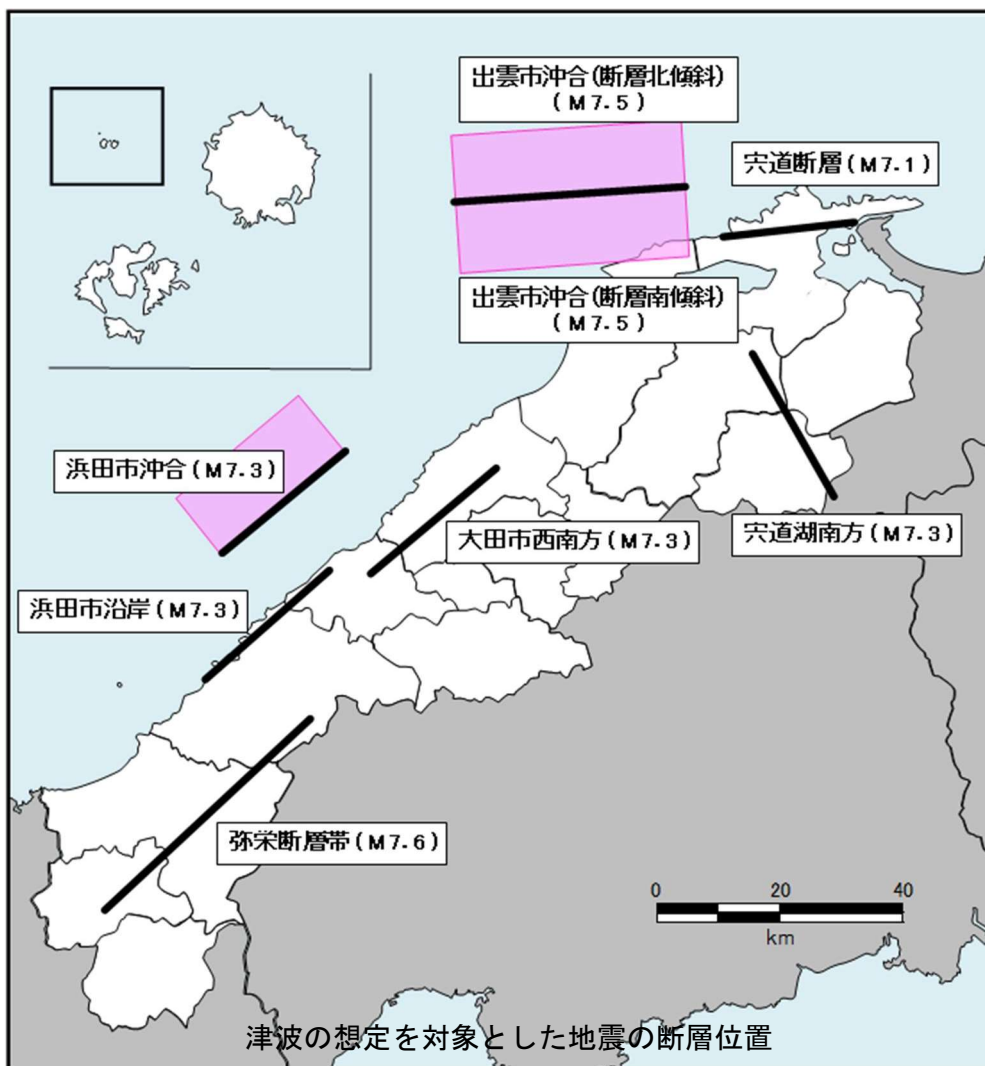 出雲市沖合(断層北傾斜)
(M7.5)
宍道断層(M7.1)
出雲市沖合(断層南傾斜)
(M7.5)
浜田市沖合(M7.3)
大田市西南方(M7.3)
宍道湖南方(M7.3)
浜田市沿岸(M7.3)
弥栄断層帯(M7.6)
0 20 40
km
津波の想定を対象とした地震の断層位置